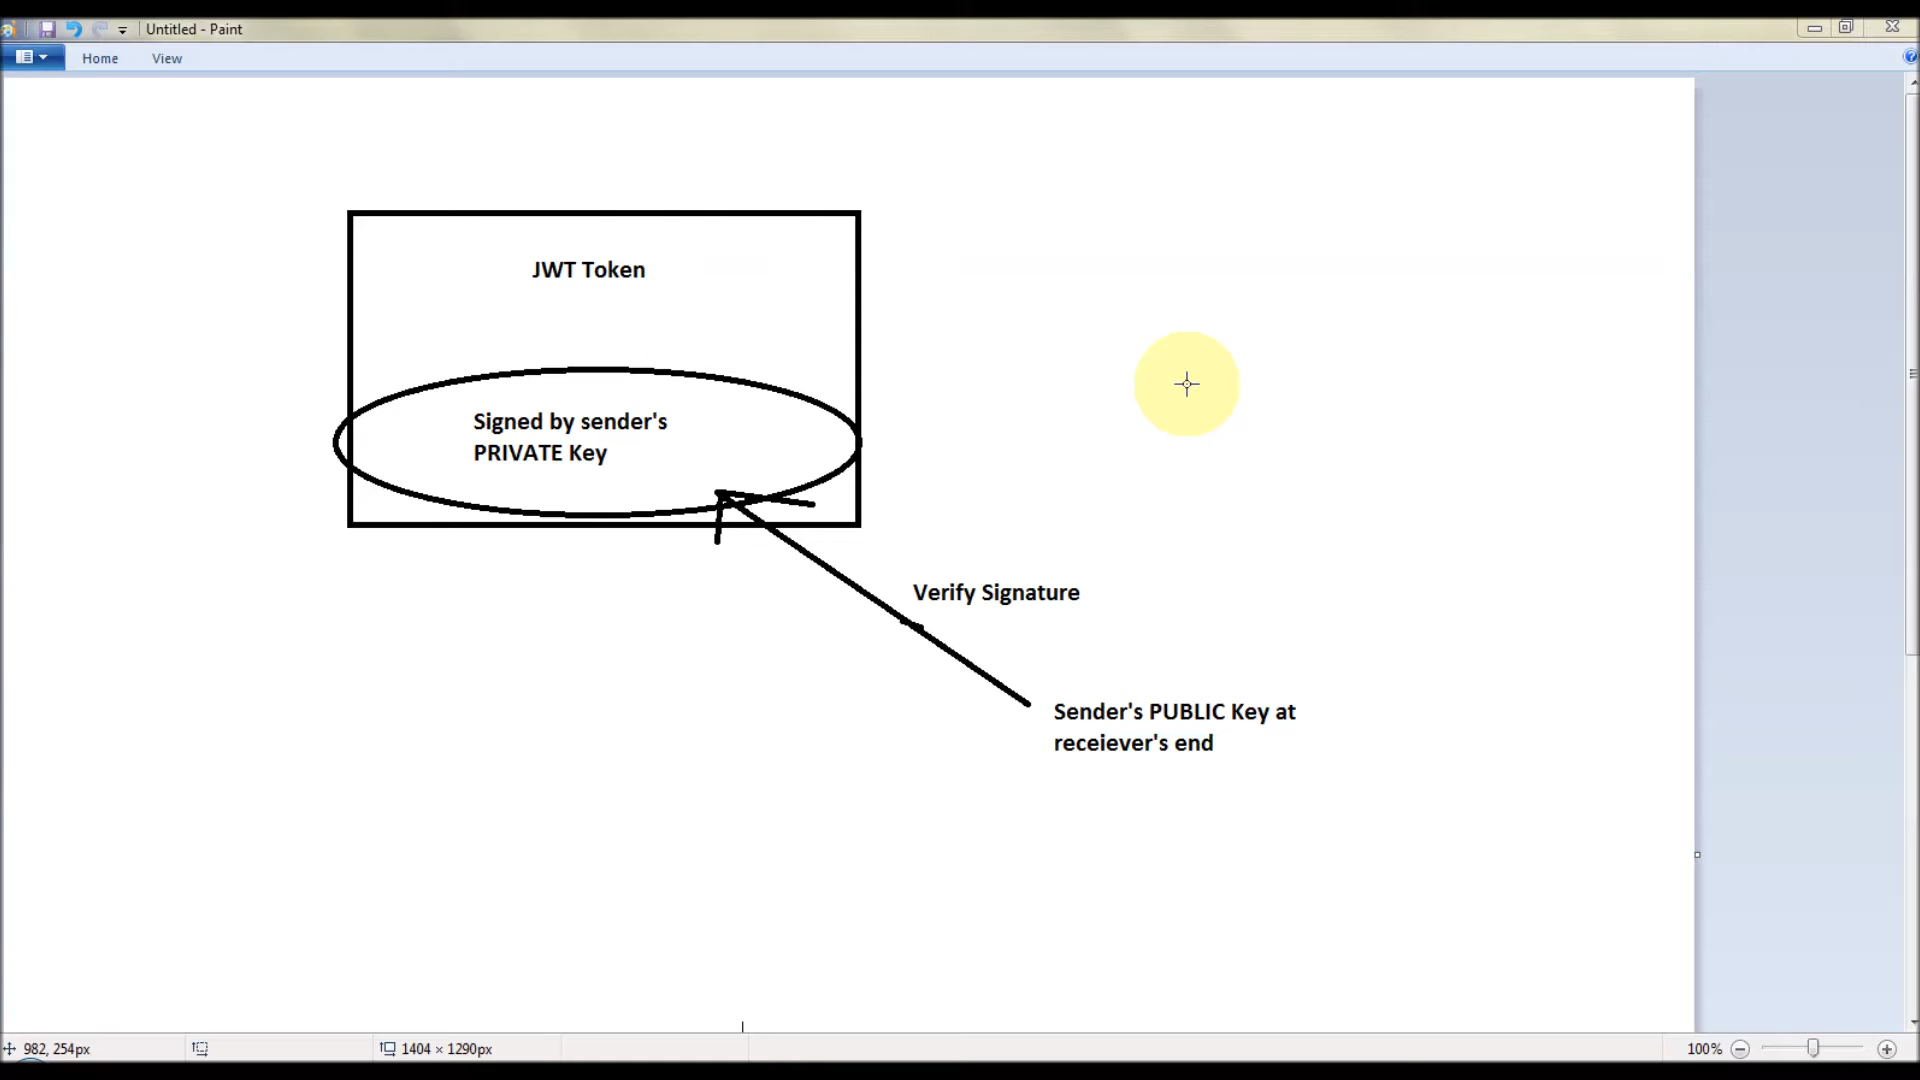 Untitled - Paint
Home View
JWT Token
Signed by sender's
PRIVATE Key
Verify Signature
Sender's PUBLIC Key at
receiever's end
982, 254px
1404 × 1290px
100%